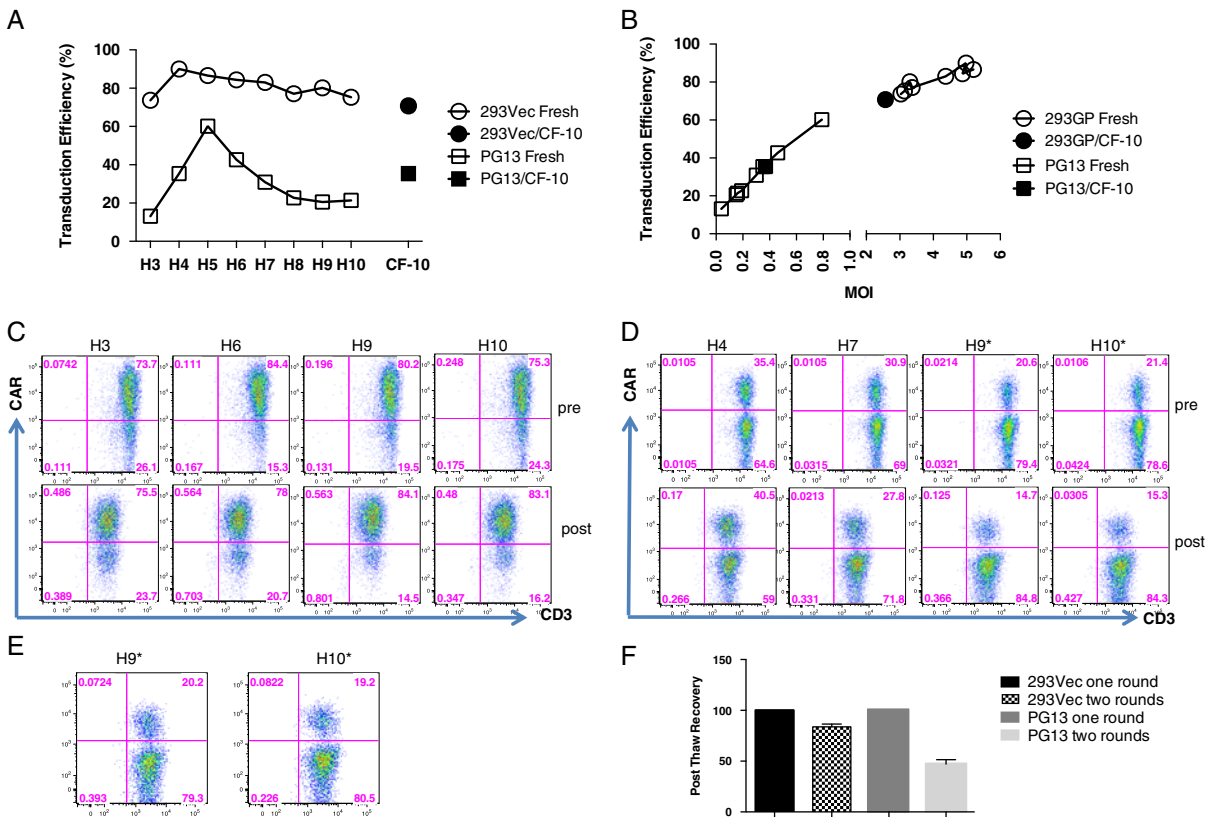 A
B
Transduction Efficiency (%)
100
80
60
40
20
0
H3 H4 H5 H6 H7 H8 H9 H10 CF-10
293Vec Fresh
293Vec/CF-10
PG13 Fresh
PG13/CF-10
Transduction Efficiency (%)
100
80
60
40
20
0
0.0 0.2 0.4 0.6 0.8 1.0 2 3 4 5 6
MOI
293GP Fresh
293GP/CF-10
PG13 Fresh
PG13/CF-10
C
H3 H6 H9 H10
CAR
0.0742 73.7 0.111 84.4 0.196 80.2 0.248 75.3
pre
0.111 26.1 0.167 15.3 0.131 19.5 0.175 24.3
0.486 75.5 0.564 78 0.563 84.1 0.48 83.1
post
0.389 23.7 0.703 20.7 0.801 14.5 0.347 16.2
CD3
D
H4 H7 H9* H10*
CAR
0.0105 35.4 0.0105 30.9 0.0214 20.6 0.0106 21.4
pre
0.0105 64.6 0.0315 69 0.0321 79.4 0.0424 78.6
0.17 40.5 0.0213 27.8 0.125 14.7 0.0305 15.3
post
0.266 59 0.331 71.8 0.366 84.8 0.427 84.3
CD3
E
H9* H10*
0.0724 20.2 0.0822 19.2
0.393 79.3 0.226 80.5
F
Post Thaw Recovery
150
100
50
0
293Vec one round
293Vec two rounds
PG13 one round
PG13 two rounds